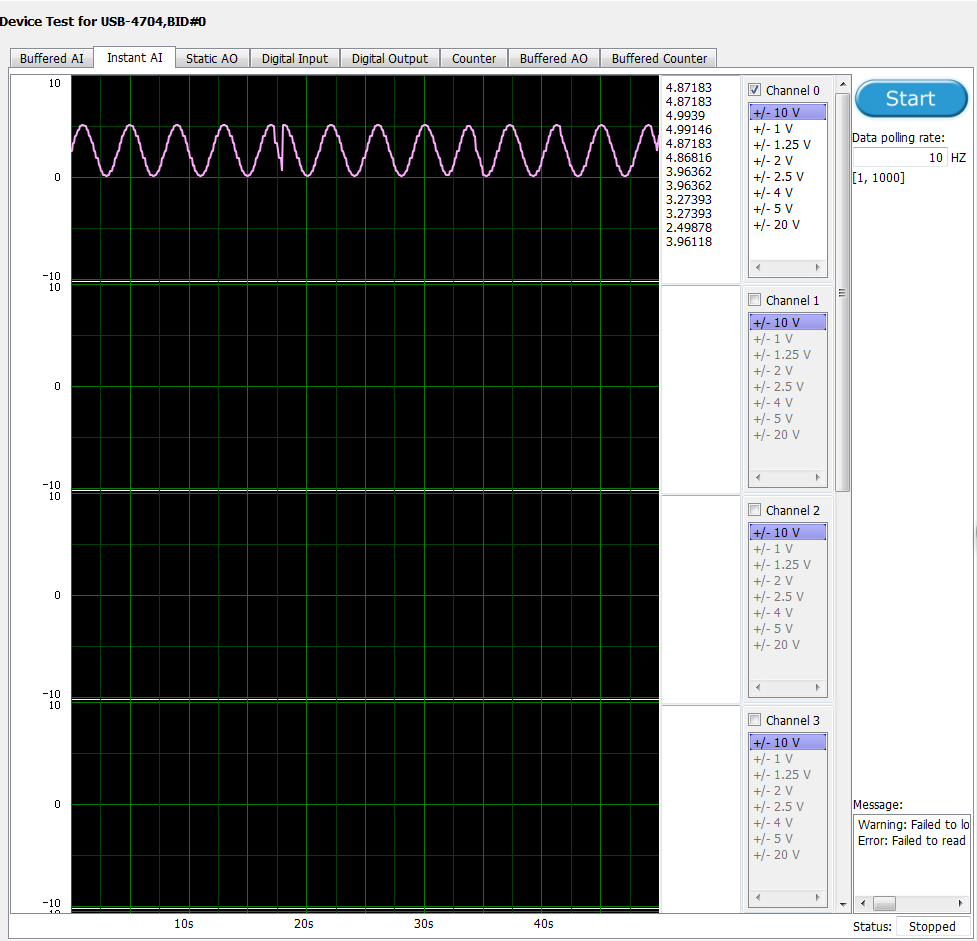 Device Test for USB-4704,BID#0
Buffered AI Instant AI Static AO Digital Input Digital Output Counter Buffered AO Buffered Counter
10
0
-10
4.87183
4.87183
4.9939
4.99146
4.87183
4.86816
3.96362
3.96362
3.27393
3.27393
2.49878
3.96118
Channel 0
+/- 10 V
+/- 1 V
+/- 1.25 V
+/- 2 V
+/- 2.5 V
+/- 4 V
+/- 5 V
+/- 20 V
Start
Data polling rate:
10 HZ
[1, 1000]
10
0
-10
Channel 1
+/- 10 V
+/- 1 V
+/- 1.25 V
+/- 2 V
+/- 2.5 V
+/- 4 V
+/- 5 V
+/- 20 V
10
0
-10
Channel 2
+/- 10 V
+/- 1 V
+/- 1.25 V
+/- 2 V
+/- 2.5 V
+/- 4 V
+/- 5 V
+/- 20 V
10
0
-10
Channel 3
+/- 10 V
+/- 1 V
+/- 1.25 V
+/- 2 V
+/- 2.5 V
+/- 4 V
+/- 5 V
+/- 20 V
10s 20s 30s 40s
Message:
Warning: Failed to lo
Error: Failed to read
Status: Stopped